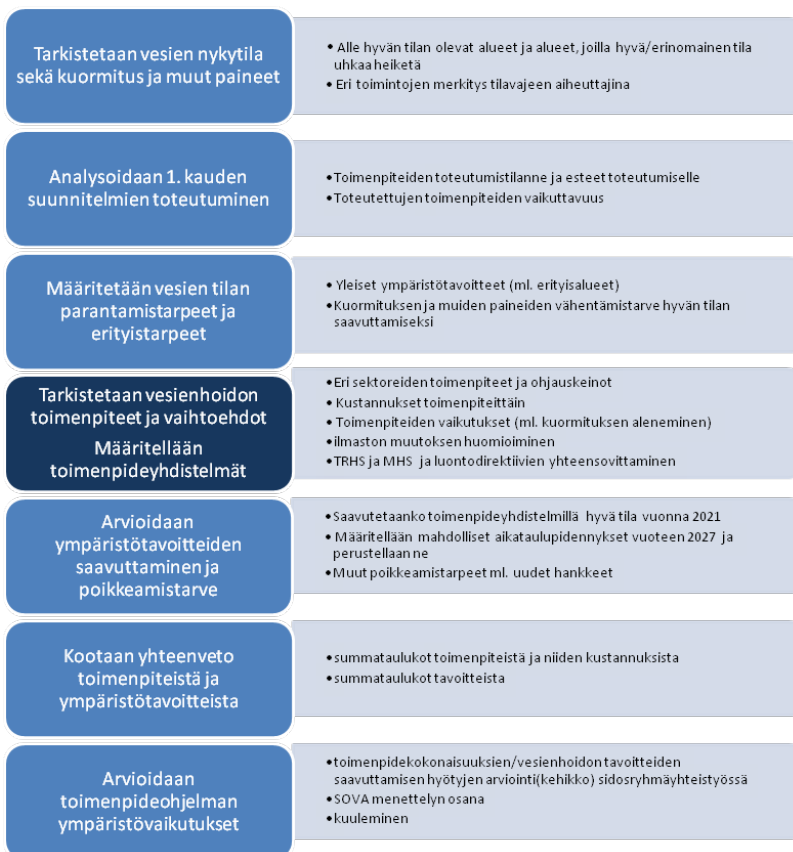 Tarkistetaan vesien nykytila
sekä kuormitus ja muut paineet
• Alle hyvän tilan olevat alueet ja alueet, joilla hyvä/erinomainen tila
uhkaa heiketä
• Eri toimintojen merkitys tilavajeen aiheuttajina
Analysoidaan 1. kauden
suunnitelmien toteutuminen
• Toimenpiteiden toteutumistilanne ja esteet toteutumiselle
• Toteutettujen toimenpiteiden vaikuttavuus
Määritetään vesien tilan
parantamistarpeet ja
erityistarpeet
• Yleiset ympäristötavoitteet (ml. erityisalueet)
• Kuormituksen ja muiden paineiden vähentämistarve hyvän tilan
saavuttamiseksi
Tarkistetaan vesienhoidon
toimenpiteet ja vaihtoehdot
Määritellään
toimenpideyhdistelmät
• Eri sektoreiden toimenpiteet ja ohjauskeinot
• Kustannukset toimenpiteittäin
• Toimenpiteiden vaikutukset (ml. kuormituksen aleneminen)
• ilmaston muutoksen huomioiminen
• TRHS ja MHS ja luontodirektiivien yhteensovittaminen
Arvioidaan
ympäristötavoitteiden
saavuttaminen ja
poikkeamistarve
• Saavutetaanko toimenpideyhdistelmillä hyvä tila vuonna 2021
• Määritellään mahdolliset aikataulupidennykset vuoteen 2027 ja
perustellaan ne
• Muut poikkeamistarpeet ml. uudet hankkeet
Kootaan yhteenveto
toimenpiteistä ja
ympäristötavoitteista
• summataulukot toimenpiteistä ja niiden kustannuksista
• summataulukot tavoitteista
Arvioidaan
toimenpideohjelman
ympäristövaikutukset
• toimenpidekokonaisuuksien/vesienhoidon tavoitteiden
saavuttamisen hyötyjen arviointi(kehikko) sidosryhmäyhteistyössä
• SOVA menettelyn osana
• kuuleminen